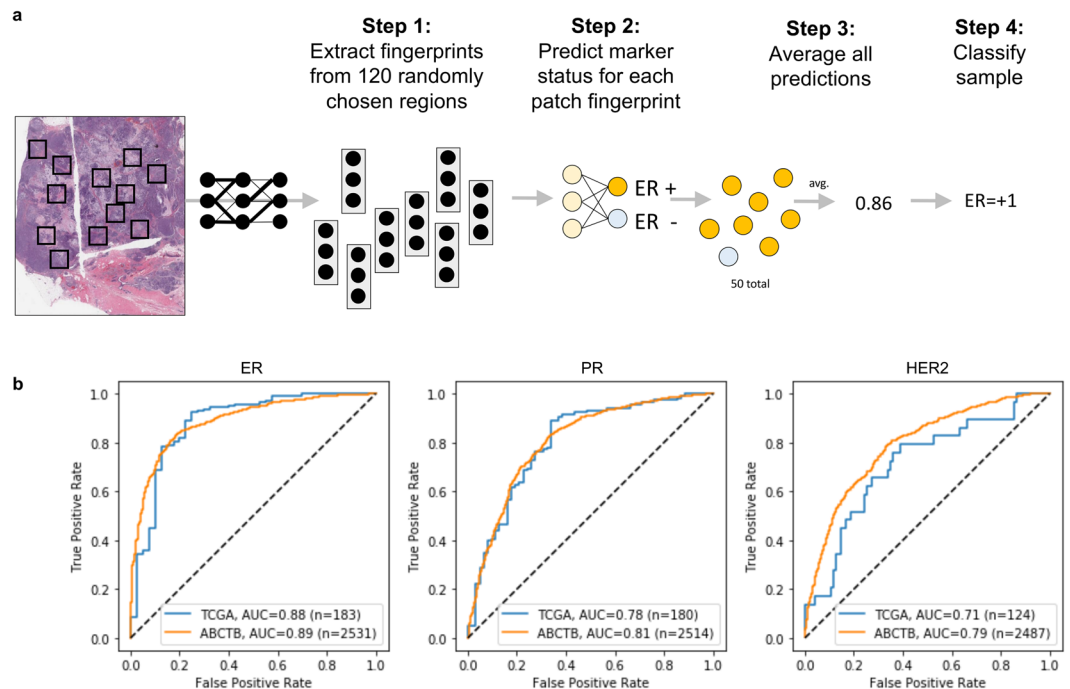 a
Step 1:
Extract fingerprints
from 120 randomly
chosen regions
Step 2:
Predict marker
status for each
patch fingerprint
Step 3:
Average all
predictions
Step 4:
Classify
sample
ER +
ER -
50 total
avg.
0.86
ER=+1
b
ER
True Positive Rate
1.0
0.8
0.6
0.4
0.2
0.0
TCGA, AUC=0.88 (n=183)
ABCTB, AUC=0.89 (n=2531)
0.0 0.2 0.4 0.6 0.8 1.0
False Positive Rate
PR
True Positive Rate
1.0
0.8
0.6
0.4
0.2
0.0
TCGA, AUC=0.78 (n=180)
ABCTB, AUC=0.81 (n=2514)
0.0 0.2 0.4 0.6 0.8 1.0
False Positive Rate
HER2
True Positive Rate
1.0
0.8
0.6
0.4
0.2
0.0
TCGA, AUC=0.71 (n=124)
ABCTB, AUC=0.79 (n=2487)
0.0 0.2 0.4 0.6 0.8 1.0
False Positive Rate